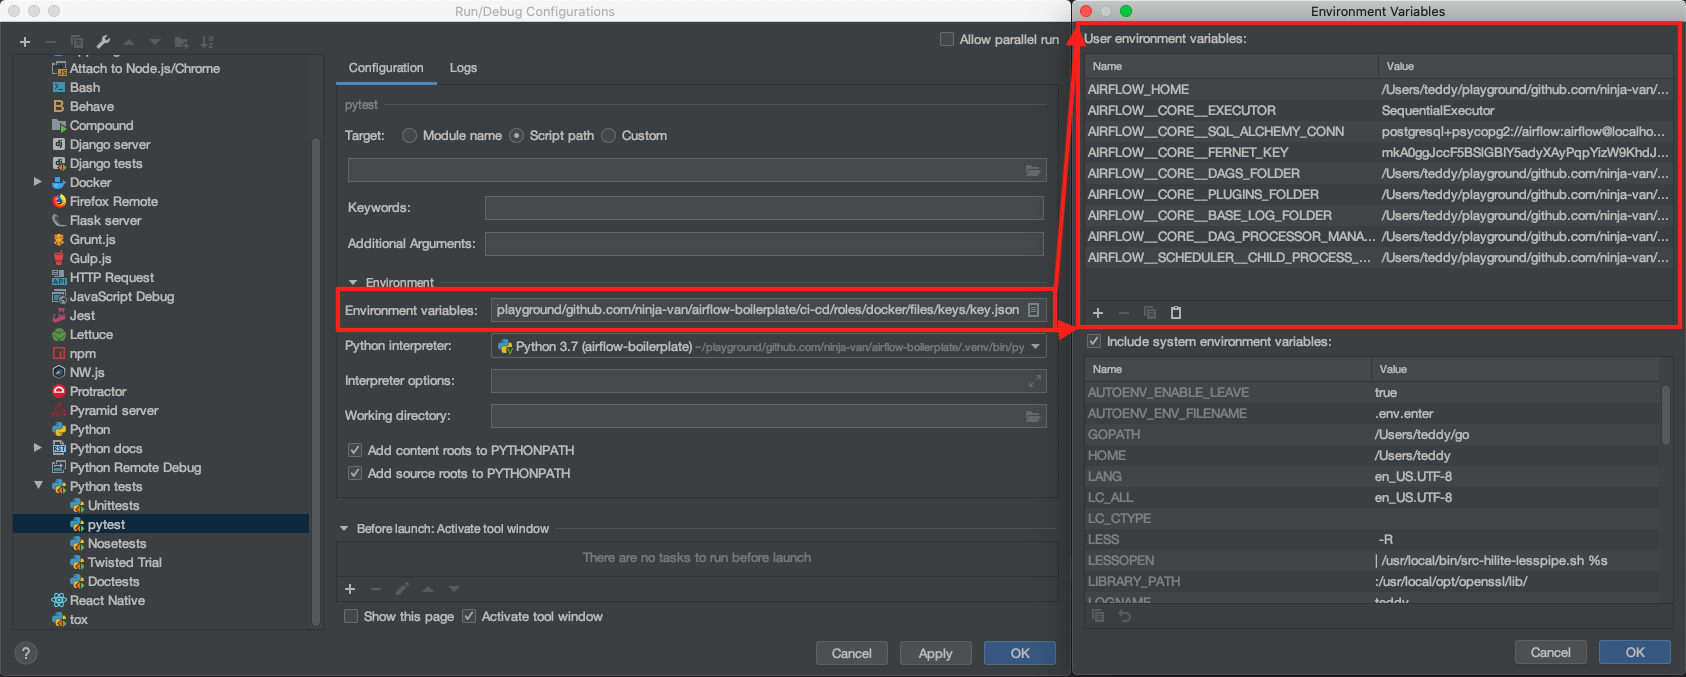 Run/Debug Configurations
Allow parallel run
Attach to Node.js/Chrome
Bash
Behave
Compound
Django server
Django tests
Docker
Firefox Remote
Flask server
Grunt.js
Gulp.js
HTTP Request
JavaScript Debug
Jest
Lettuce
npm
NW.js
Protractor
Pyramid server
Python
Python docs
Python Remote Debug
Python tests
Unittests
pytest
Nosetests
Twisted Trial
Doctests
React Native
tox
Configuration Logs
pytest
Target: Module name Script path Custom
Keywords:
Additional Arguments:
Environment
Environment variables: playground/github.com/ninja-van/airflow-boilerplate/ci-cd/roles/docker/files/keys/key.json
Python interpreter: Python 3.7 (airflow-boilerplate) ~/playground/github.com/ninja-van/airflow-boilerplate/.venv/bin/py
Interpreter options:
Working directory:
Add content roots to PYTHONPATH
Add source roots to PYTHONPATH
Before launch: Activate tool window
There are no tasks to run before launch
Show this page Activate tool window
? Cancel Apply OK
Environment Variables
User environment variables:
Name Value
AIRFLOW_HOME /Users/teddy/playground/github.com/ninja-van/...
AIRFLOW__CORE__EXECUTOR SequentialExecutor
AIRFLOW__CORE__SQL_ALCHEMY_CONN postgresql+psycopg2://airflow:airflow@localho...
AIRFLOW__CORE__FERNET_KEY mkA0ggJccF5BSlGBlY5adyXAyPqpYizW9KhdJ...
AIRFLOW__CORE__DAGS_FOLDER /Users/teddy/playground/github.com/ninja-van/...
AIRFLOW__CORE__PLUGINS_FOLDER /Users/teddy/playground/github.com/ninja-van/...
AIRFLOW__CORE__BASE_LOG_FOLDER /Users/teddy/playground/github.com/ninja-van/...
AIRFLOW__CORE__DAG_PROCESSOR_MANA... /Users/teddy/playground/github.com/ninja-van/...
AIRFLOW__SCHEDULER__CHILD_PROCESS_... /Users/teddy/playground/github.com/ninja-van/...
Include system environment variables:
Name Value
AUTOENV_ENABLE_LEAVE true
AUTOENV_ENV_FILENAME .env.enter
GOPATH /Users/teddy/go
HOME /Users/teddy
LANG en_US.UTF-8
LC_ALL en_US.UTF-8
LC_CTYPE
LESS -R
LESSOPEN | /usr/local/bin/src-hilite-lesspipe.sh %s
LIBRARY_PATH :/usr/local/opt/openssl/lib/
LOGNAME teddy
Cancel OK